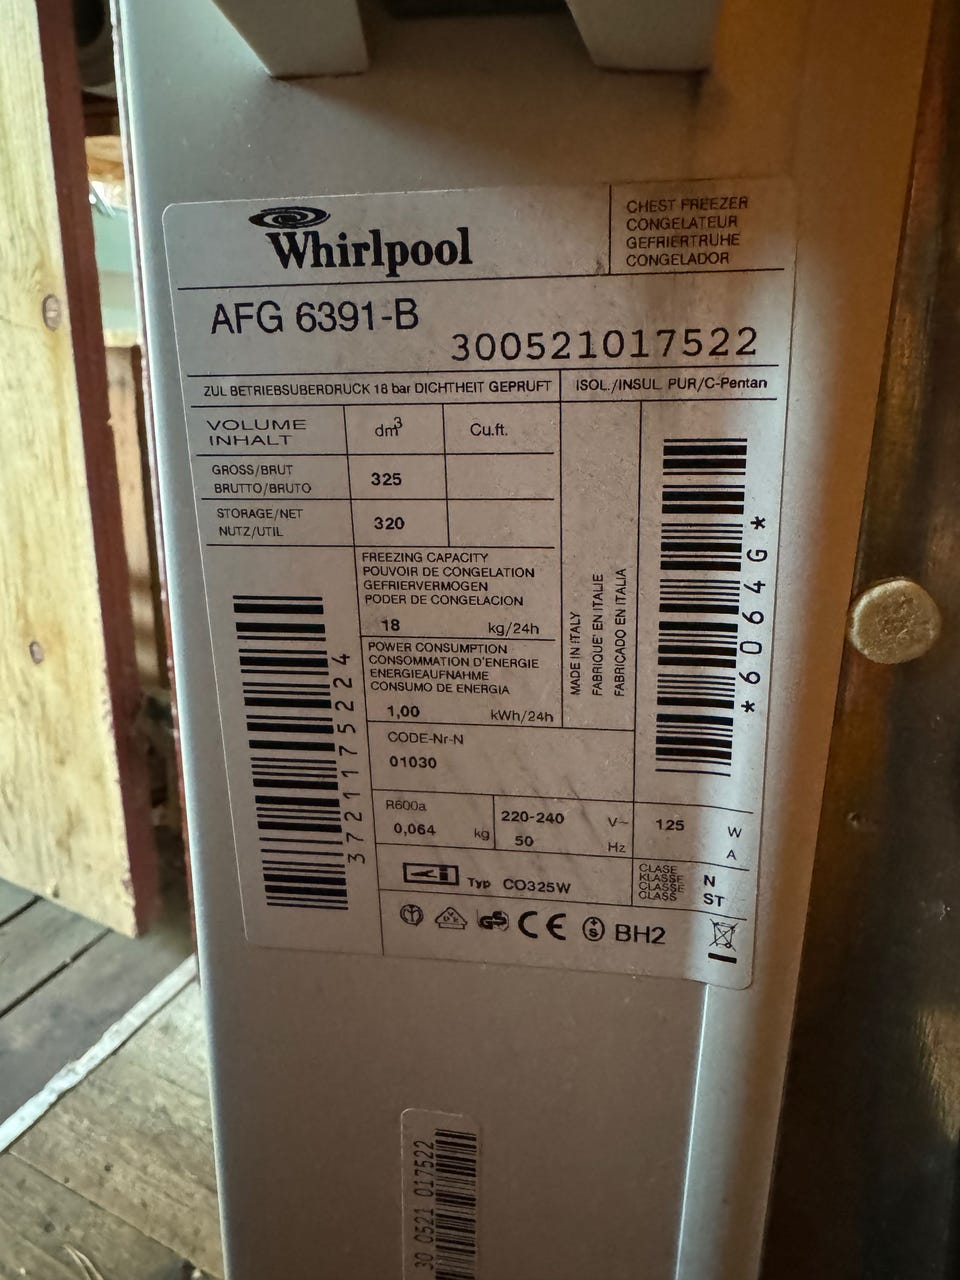 Whirlpool
CHEST FREEZER
CONGELATEUR
GEFRIERTRUHE
CONGELADOR
AFG 6391-B
300521017522
ZUL BETRIEBSUBERDRUCK 18 bar DICHTHEIT GEPRUFT
ISOL./INSUL. PUR/C-Pentan
VOLUME
INHALT
dm³
Cu.ft.
GROSS/BRUT
BRUTTO/BRUTO
325
STORAGE/NET
NUTZ/UTIL
320
FREEZING CAPACITY
POUVOIR DE CONGELATION
GEFRIERVERMOGEN
PODER DE CONGELACION
18 kg/24h
POWER CONSUMPTION
CONSOMMATION D'ENERGIE
ENERGIEAUFNAHME
CONSUMO DE ENERGIA
1,00 kWh/24h
MADE IN ITALY
FABRIQUE' EN ITALIE
FABRICADO EN ITALIA
*6064G*
3721175224
CODE-Nr-N
01030
R600a
0,064 kg
220-240 V~
50 Hz
125 W
A
Typ CO325W
CLASE
KLASSE
CLASSE
CLASS
N
ST
GS CE S BH2
30 0521 017522